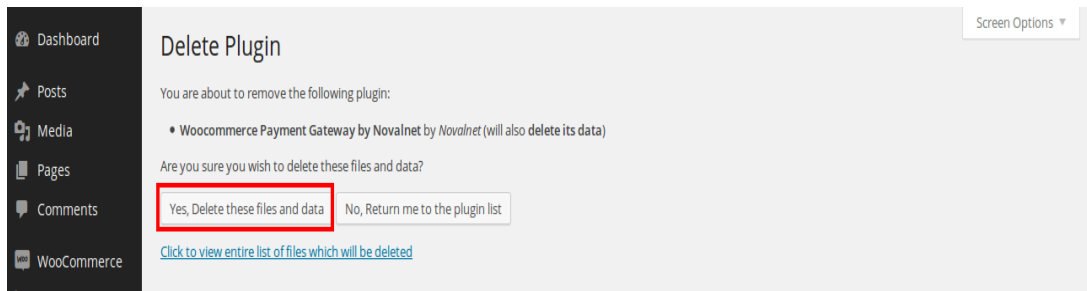 Screen Options ▼
Dashboard
Posts
Media
Pages
Comments
WooCommerce
Delete Plugin
You are about to remove the following plugin:
• Woocommerce Payment Gateway by Novalnet by Novalnet (will also delete its data)
Are you sure you wish to delete these files and data?
Yes, Delete these files and data
No, Return me to the plugin list
Click to view entire list of files which will be deleted